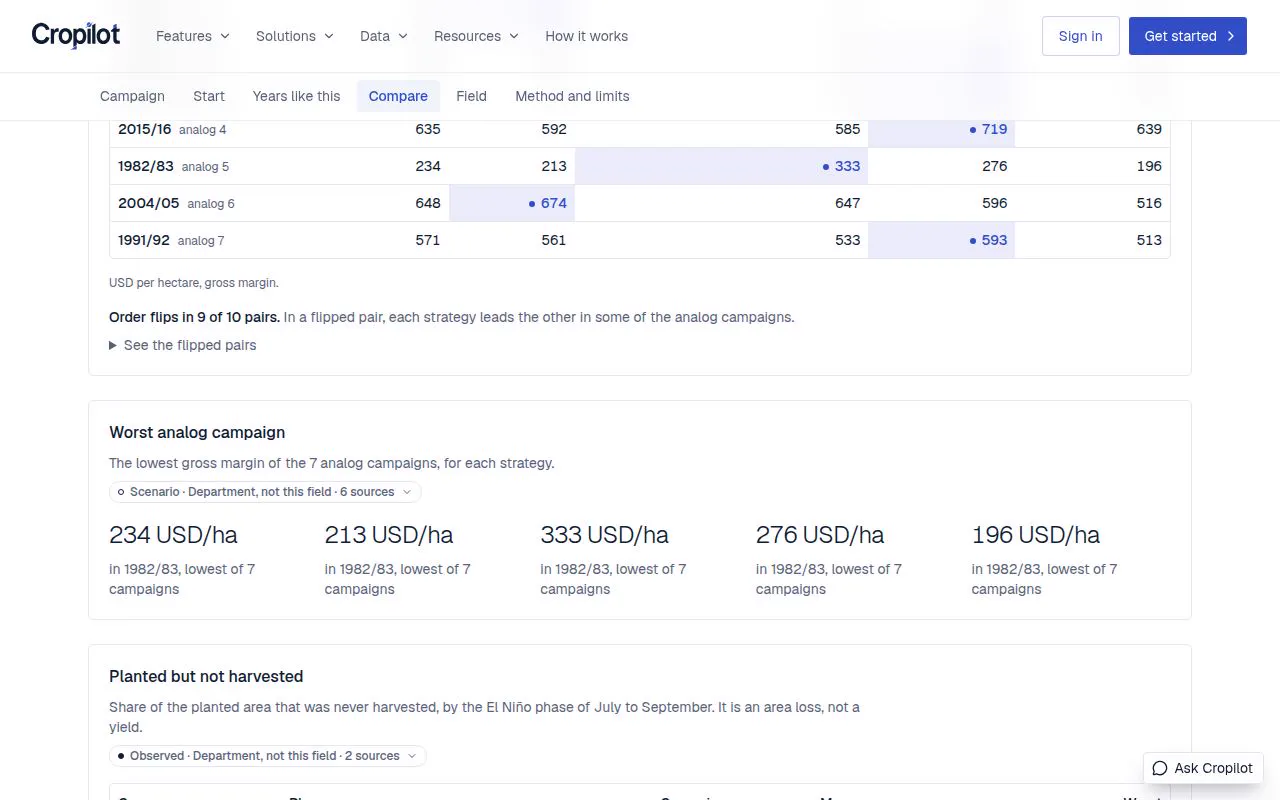 Cropilot Features Solutions Data Resources How it works Sign in Get started
Campaign Start Years like this Compare Field Method and limits
2015/16 analog 4 635 592 585 719 639
1982/83 analog 5 234 213 333 276 196
2004/05 analog 6 648 674 647 596 516
1991/92 analog 7 571 561 533 593 513
USD per hectare, gross margin.
Order flips in 9 of 10 pairs. In a flipped pair, each strategy leads the other in some of the analog campaigns.
See the flipped pairs
Worst analog campaign
The lowest gross margin of the 7 analog campaigns, for each strategy.
Scenario · Department, not this field · 6 sources
234 USD/ha 213 USD/ha 333 USD/ha 276 USD/ha 196 USD/ha
in 1982/83, lowest of 7 in 1982/83, lowest of 7 in 1982/83, lowest of 7 in 1982/83, lowest of 7 in 1982/83, lowest of 7
campaigns campaigns campaigns campaigns campaigns
Planted but not harvested
Share of the planted area that was never harvested, by the El Niño phase of July to September. It is an area loss, not a
yield.
Observed · Department, not this field · 2 sources
Ask Cropilot